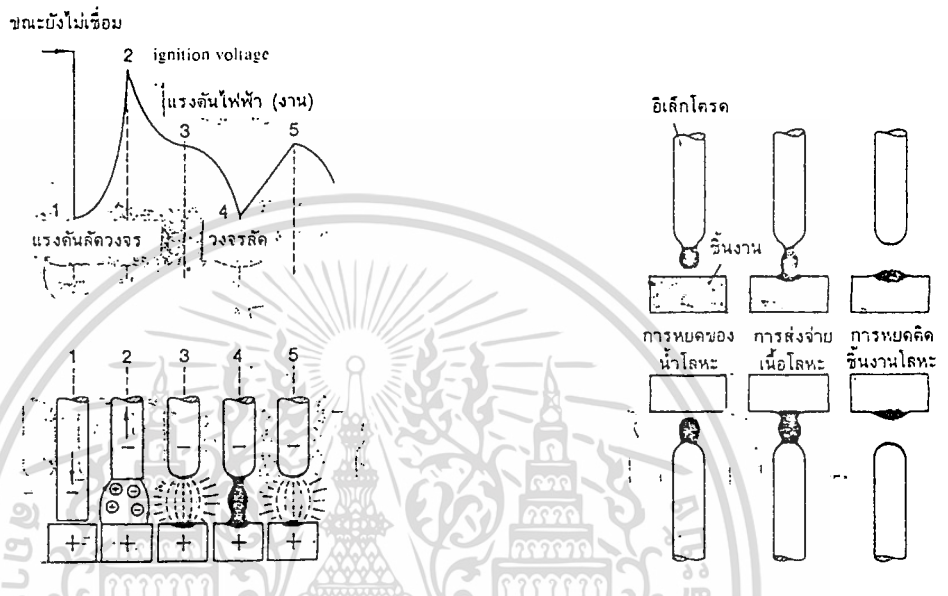 ขณะยังไม่เชื่อม
2 ignition voltage
แรงดันไฟฟ้า (งาน)
3
5
1
4
แรงดันลัดวงจร
วงจรลัด
1 2 3 4 5
- - - - -
+ + + + +
อิเล็กโตรด
ชิ้นงาน
การหยดของ
น้ำโลหะ
การส่งจ่าย
เนื้อโลหะ
การหยดติด
ชิ้นงานโลหะ